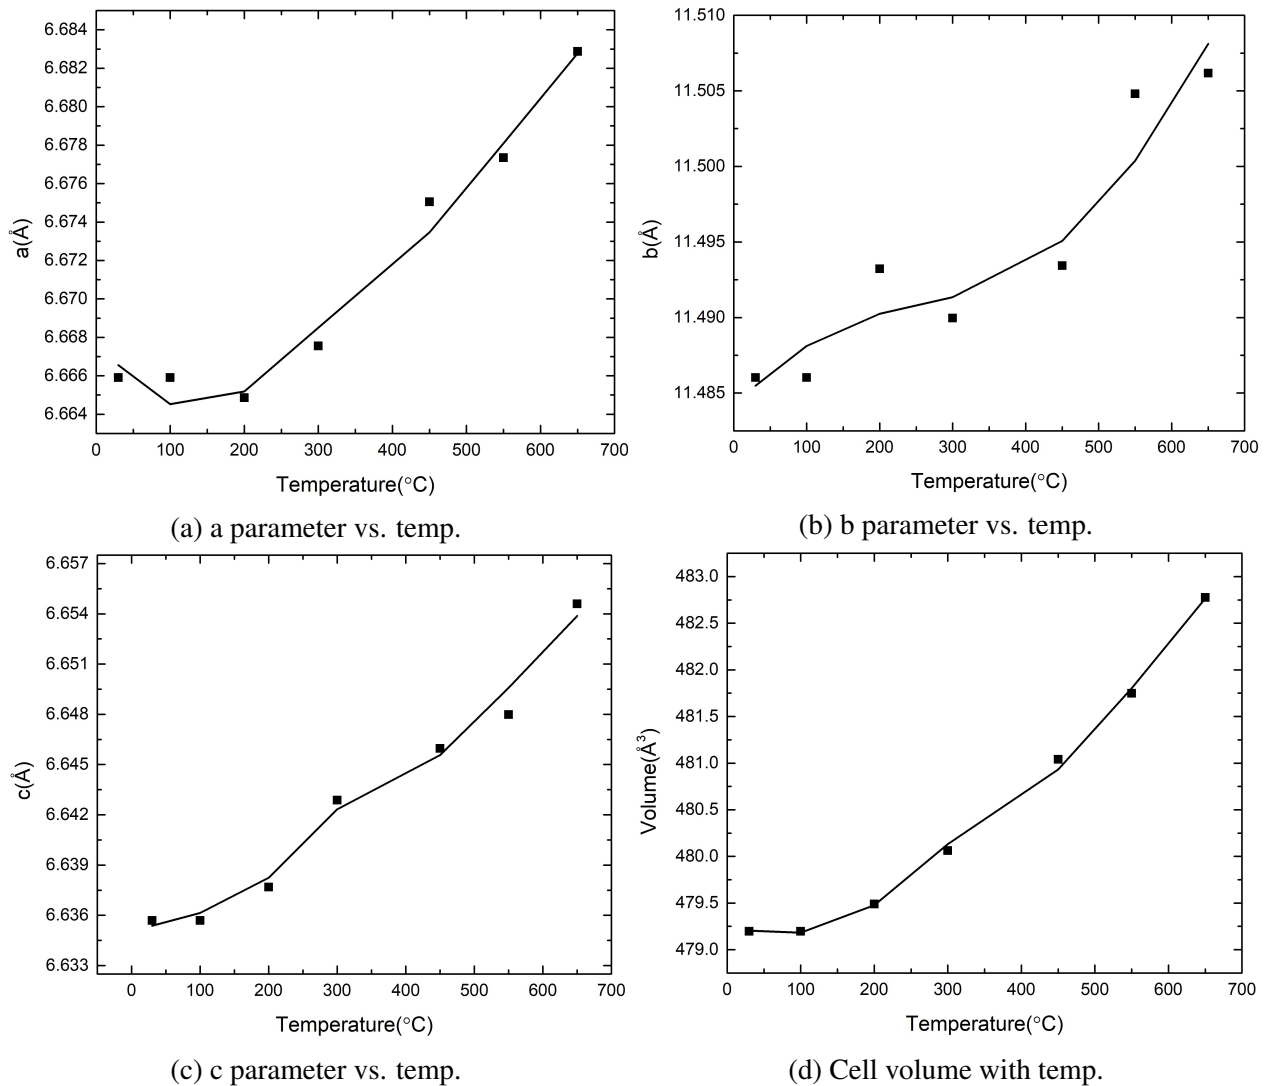 6.684
6.682
6.680
6.678
6.676
6.674
6.672
6.670
6.668
6.666
6.664
a(Å)
0 100 200 300 400 500 600 700
Temperature(°C)
(a) a parameter vs. temp.
11.510
11.505
11.500
11.495
11.490
11.485
b(Å)
0 100 200 300 400 500 600 700
Temperature(°C)
(b) b parameter vs. temp.
6.657
6.654
6.651
6.648
6.645
6.642
6.639
6.636
6.633
c(Å)
0 100 200 300 400 500 600 700
Temperature(°C)
(c) c parameter vs. temp.
483.0
482.5
482.0
481.5
481.0
480.5
480.0
479.5
479.0
Volume(Å³)
0 100 200 300 400 500 600 700
Temperature(°C)
(d) Cell volume with temp.